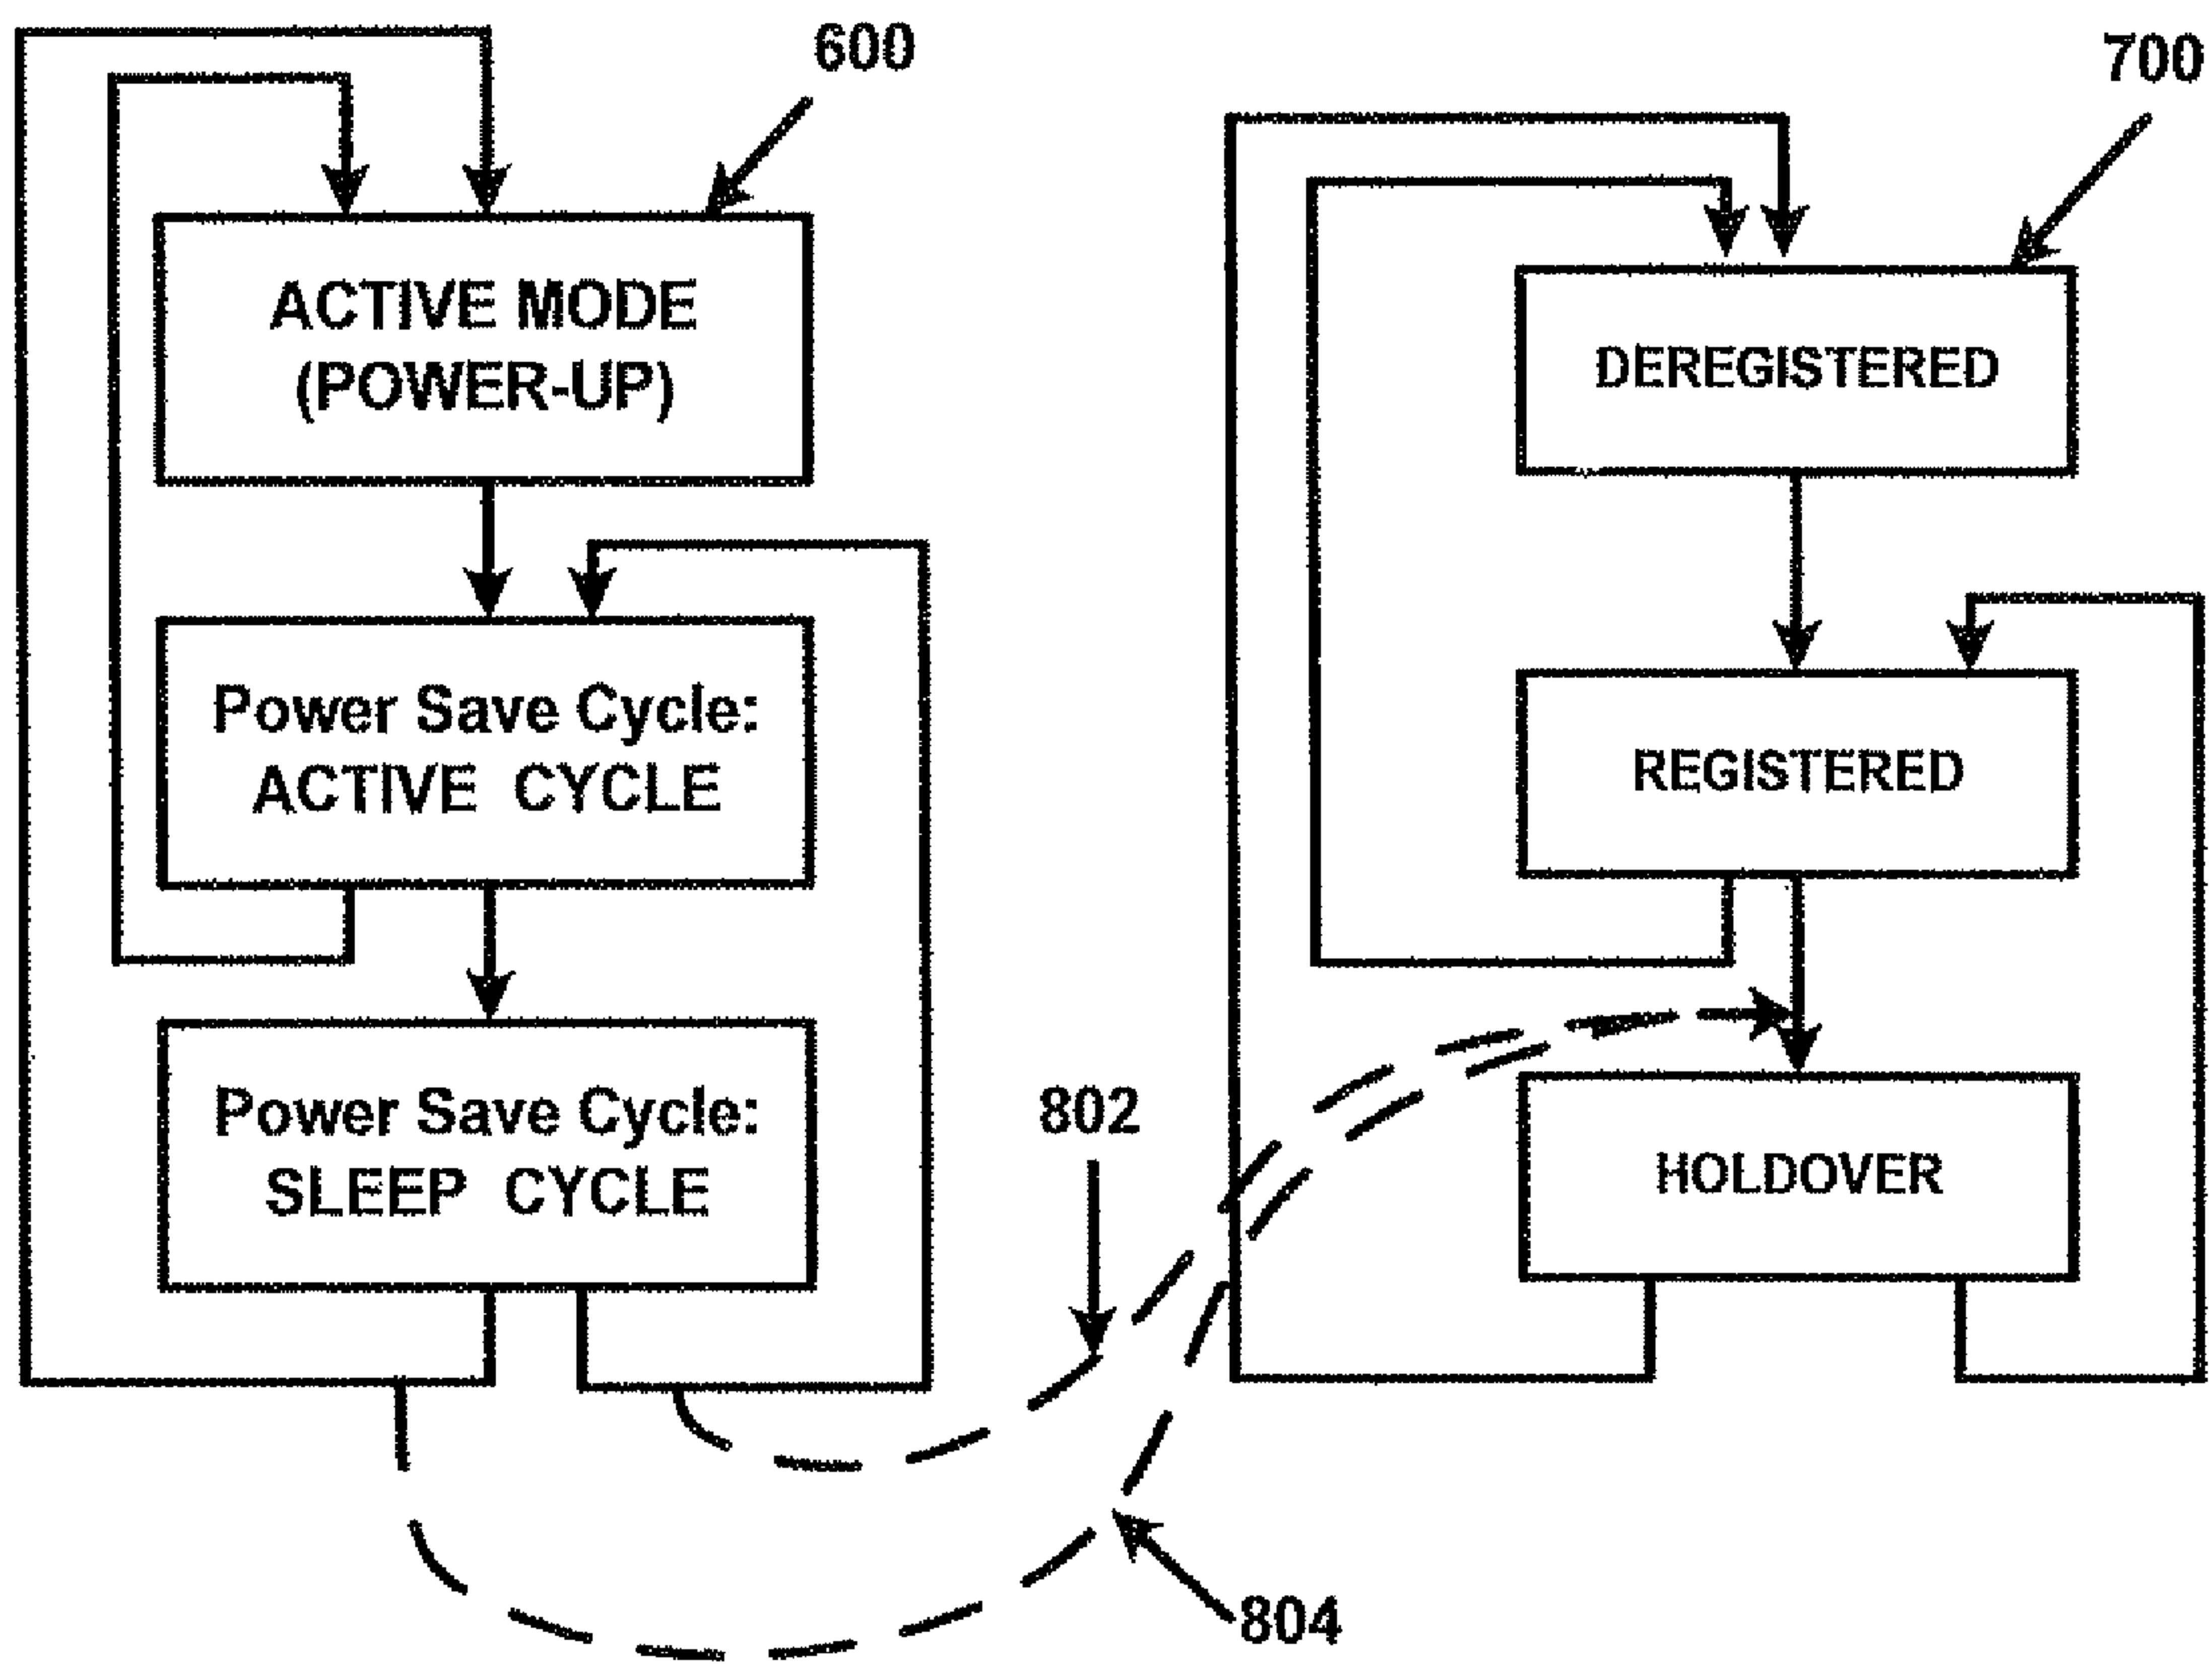 600
ACTIVE MODE
(POWER-UP)
Power Save Cycle:
ACTIVE CYCLE
Power Save Cycle:
SLEEP CYCLE
700
DEREGISTERED
REGISTERED
HOLDOVER
802
804